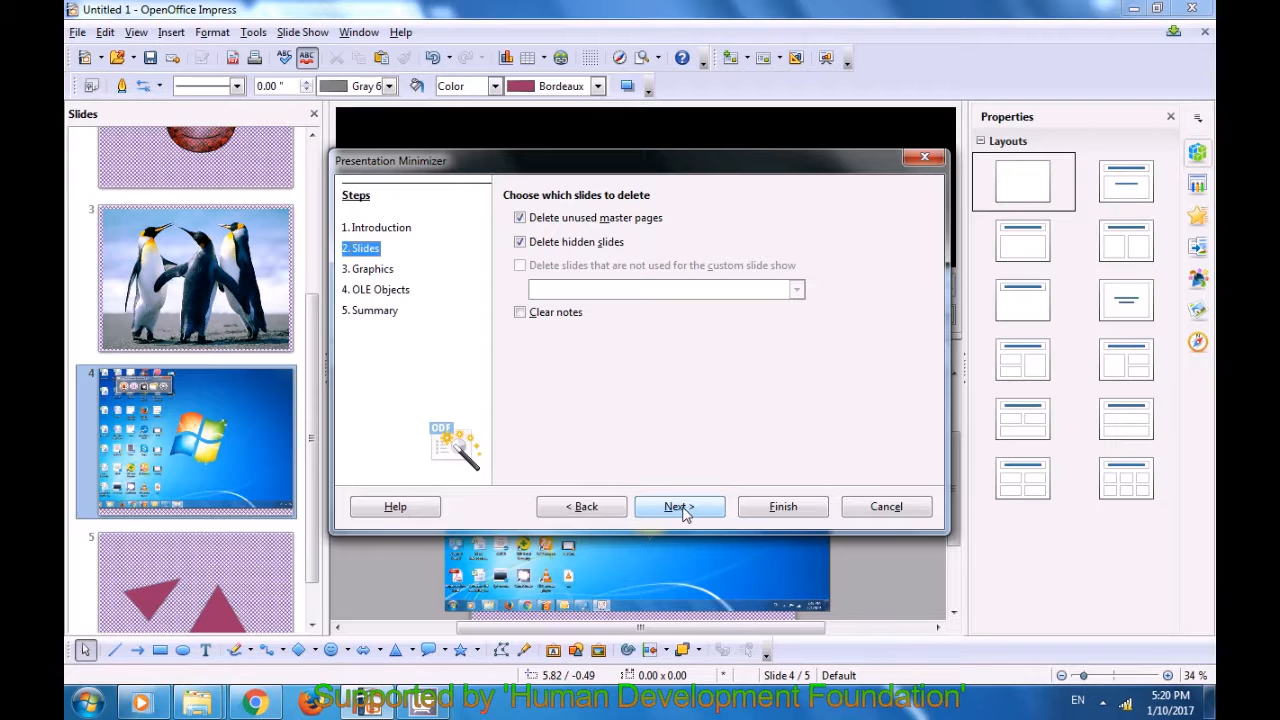 Untitled 1 - OpenOffice Impress
File Edit View Insert Format Tools Slide Show Window Help
0.00 " Gray 6 Color Bordeaux
Slides
3
4
5
Presentation Minimizer
Steps
1. Introduction
2. Slides
3. Graphics
4. OLE Objects
5. Summary
ODF
Choose which slides to delete
Delete unused master pages
Delete hidden slides
Delete slides that are not used for the custom slide show
Clear notes
Help < Back Next > Finish Cancel
Properties
Layouts
5.82 / -0.49 0.00 x 0.00 * Slide 4 / 5 Default 34 %
EN 5:20 PM
1/10/2017
Supported by 'Human Development Foundation'